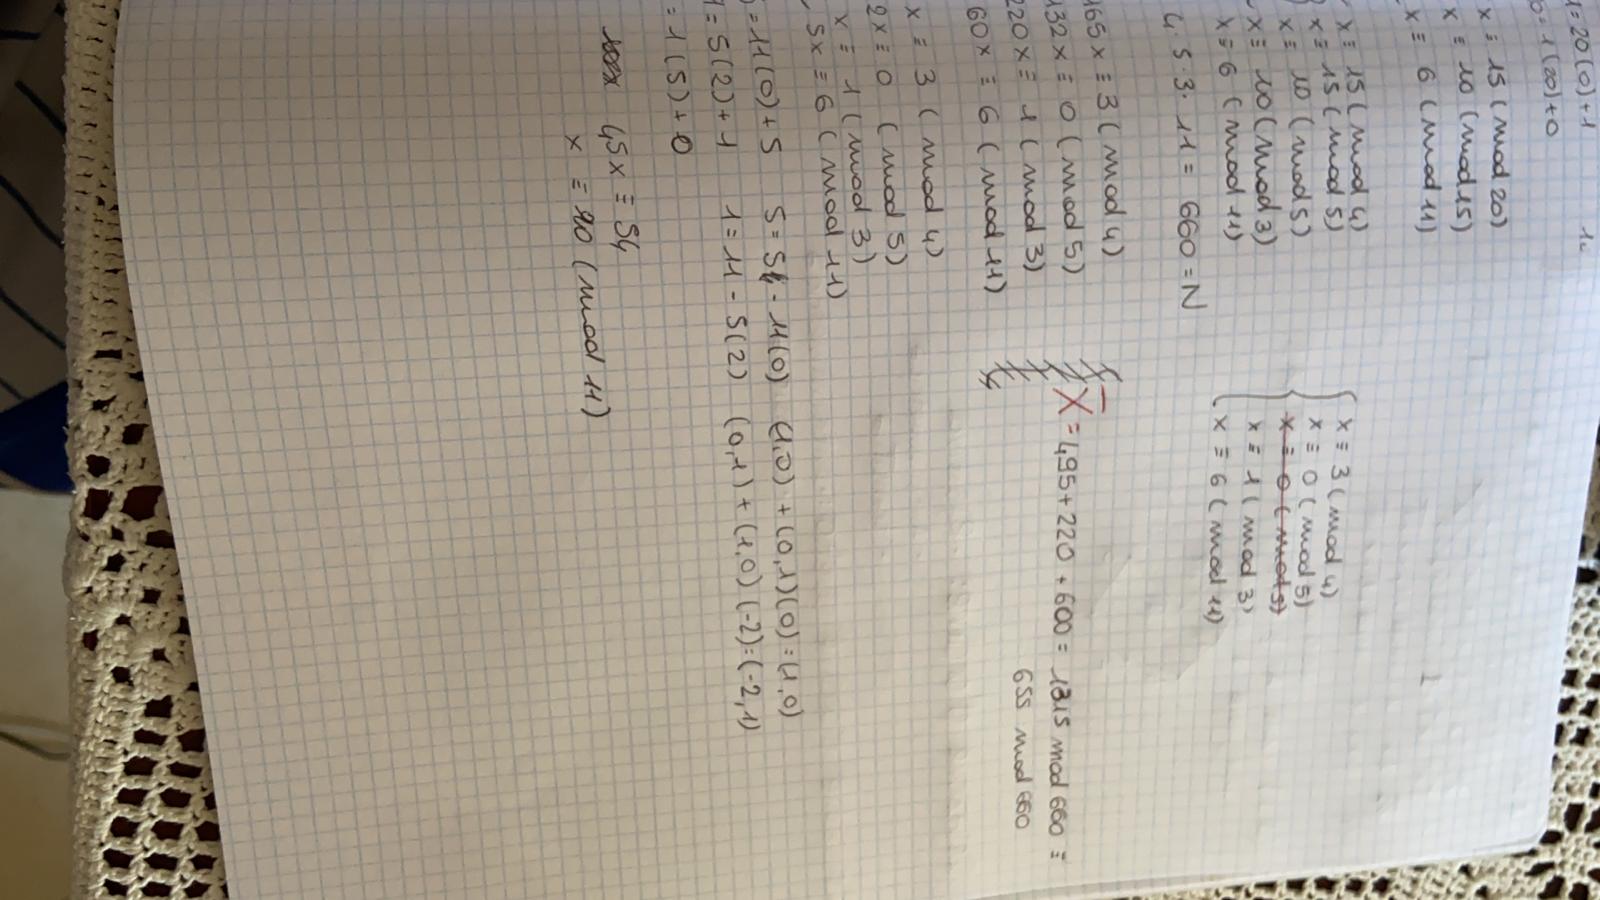 1 = 20 (0) + 1
0 = 1 (20) + 0
x ≡ 15 (mod 20)
x ≡ 10 (mod 15)
x ≡ 6 (mod 11)
x ≡ 15 (mod 4)
x ≡ 15 (mod 5)
x ≡ 10 (mod 5)
x ≡ 10 (mod 3)
x ≡ 6 (mod 11)
x ≡ 3 (mod 4)
x ≡ 0 (mod 5)
x ≡ 0 (mod 5)
x ≡ 1 (mod 3)
x ≡ 6 (mod 11)
4. 5 3. 11 = 660 = N
165x ≡ 3 (mod 4)
132x ≡ 0 (mod 5)
220x ≡ 1 (mod 3)
60x ≡ 6 (mod 11)
X = 495 + 220 + 600 = 1315 mod 660 ≡
655 mod 660
x ≡ 3 (mod 4)
2x ≡ 0 (mod 5)
x ≡ 1 (mod 3)
5x ≡ 6 (mod 11)
= 11 (0) + 5 5 = 5 - 11 (0) (1,0) + (0,1) (0) = (1,0)
= 5 (2) + 1 1 = 11 - 5 (2) (0,1) + (1,0) (-2) = (-2,1)
= 1 (5) + 0
45x ≡ 54
x ≡ 10 (mod 11)